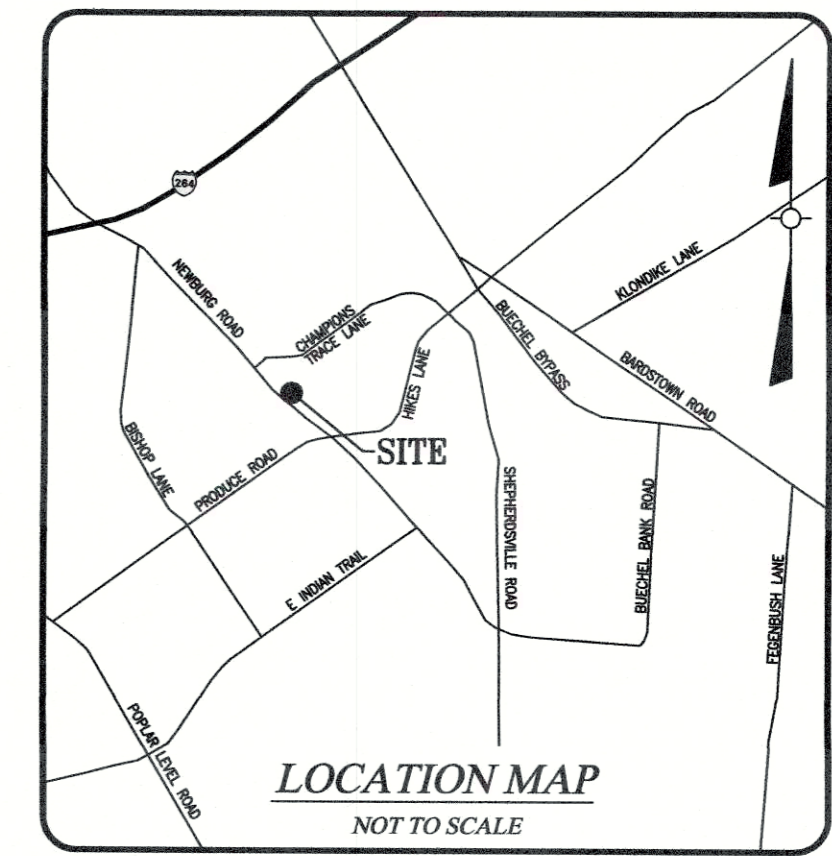 264
NEWBURG ROAD
CHAMPIONS
TRACE LANE
KLONDIKE LANE
BUECHEL BYPASS
BARDSTOWN ROAD
HIKES LANE
BISHOP LANE
PRODUCE ROAD
SITE
SHEPHERDSVILLE ROAD
BUECHEL BANK ROAD
E INDIAN TRAIL
FEGENBUSH LANE
POPLAR LEVEL ROAD
LOCATION MAP
NOT TO SCALE